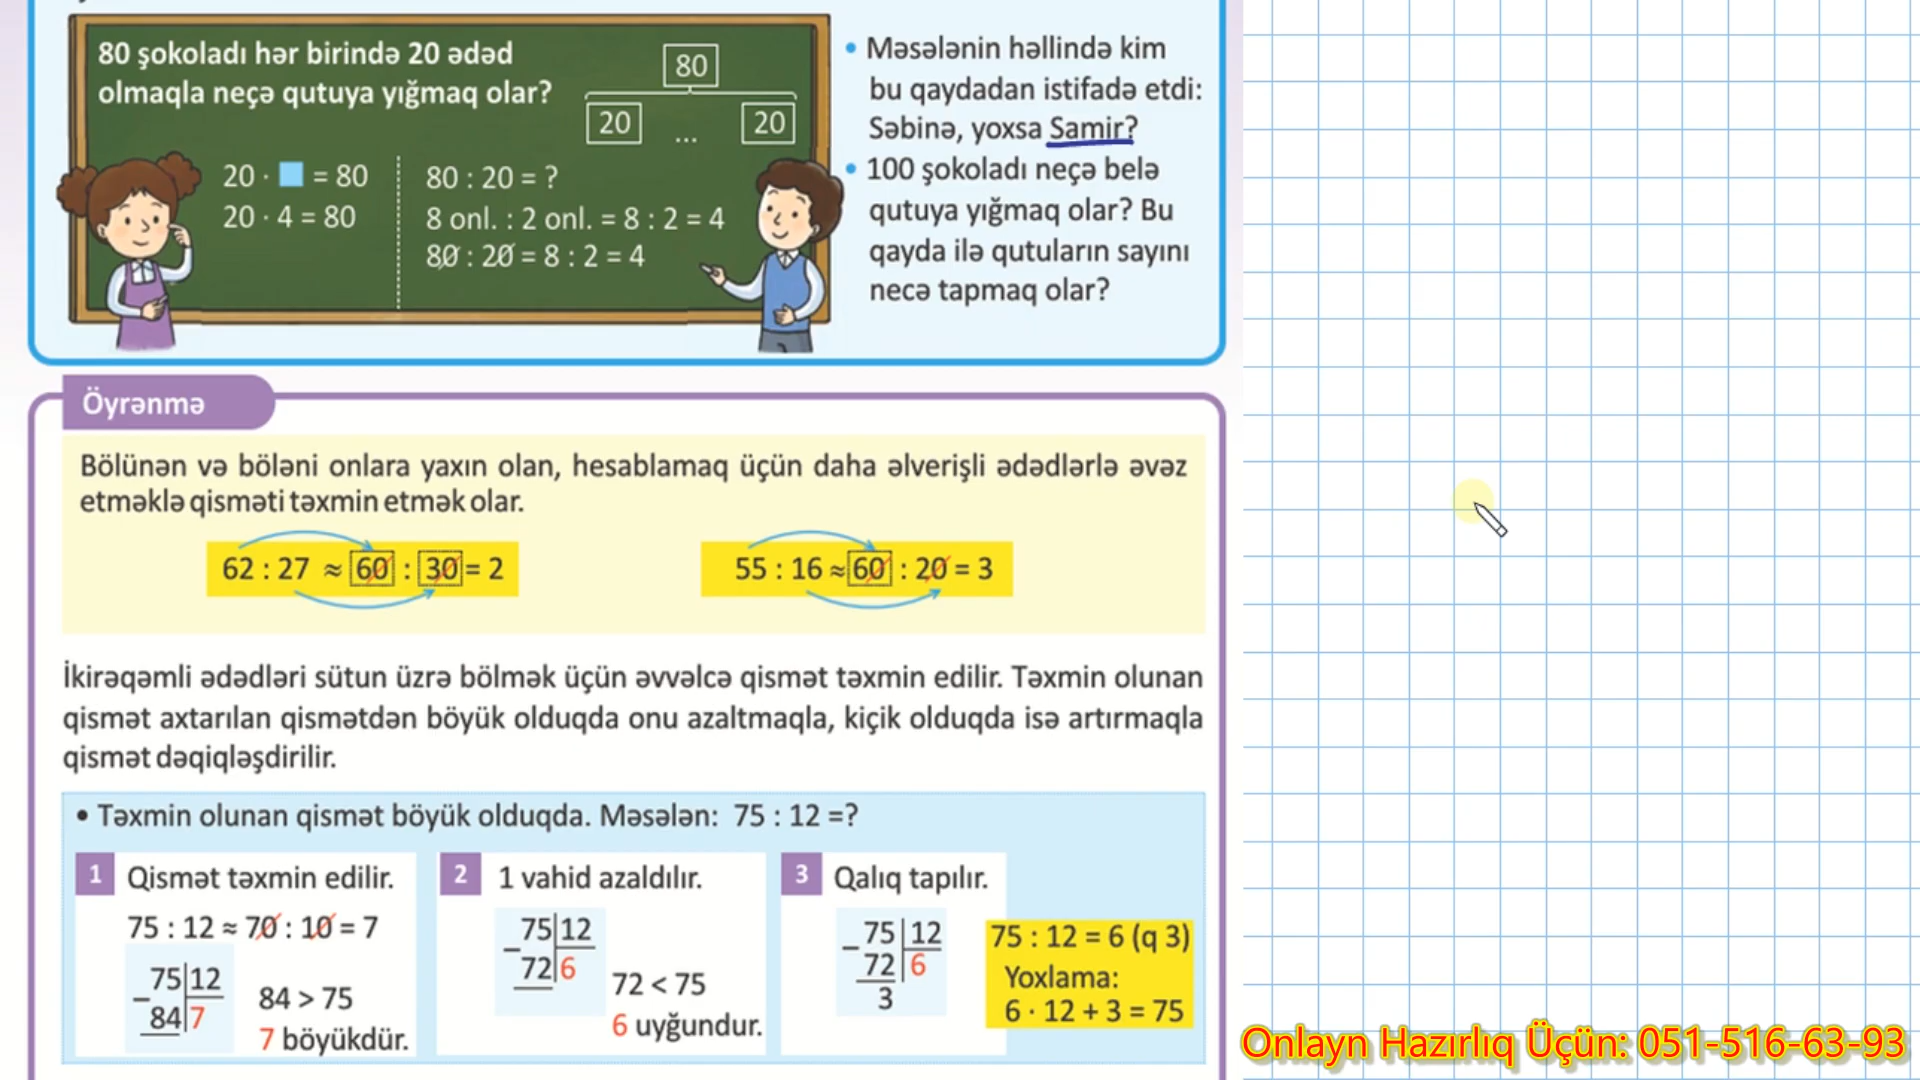 80 şokoladı hər birində 20 ədəd
olmaqla neçə qutuya yığmaq olar?
80
20 ... 20
20 · = 80
20 · 4 = 80
80 : 20 = ?
8 onl. : 2 onl. = 8 : 2 = 4
80 : 20 = 8 : 2 = 4
• Məsələnin həllində kim
bu qaydadan istifadə etdi:
Səbinə, yoxsa Samir?
• 100 şokoladı neçə belə
qutuya yığmaq olar? Bu
qayda ilə qutuların sayını
necə tapmaq olar?
Öyrənmə
Bölünən və böləni onlara yaxın olan, hesablamaq üçün daha əlverişli ədədlərlə əvəz
etməklə qisməti təxmin etmək olar.
62 : 27 ≈ 60 : 30 = 2
55 : 16 ≈ 60 : 20 = 3
İkirəqəmli ədədləri sütun üzrə bölmək üçün əvvəlcə qismət təxmin edilir. Təxmin olunan
qismət axtarılan qismətdən böyük olduqda onu azaltmaqla, kiçik olduqda isə artırmaqla
qismət dəqiqləşdirilir.
• Təxmin olunan qismət böyük olduqda. Məsələn: 75 : 12 =?
1 Qismət təxmin edilir.
75 : 12 ≈ 70 : 10 = 7
75 12
– 84 7
84 > 75
7 böyükdür.
2 1 vahid azaldılır.
75 12
– 72 6
72 < 75
6 uyğundur.
3 Qalıq tapılır.
75 12
– 72 6
3
75 : 12 = 6 (q 3)
Yoxlama:
6 · 12 + 3 = 75
Onlayn Hazırlıq Üçün: 051-516-63-93